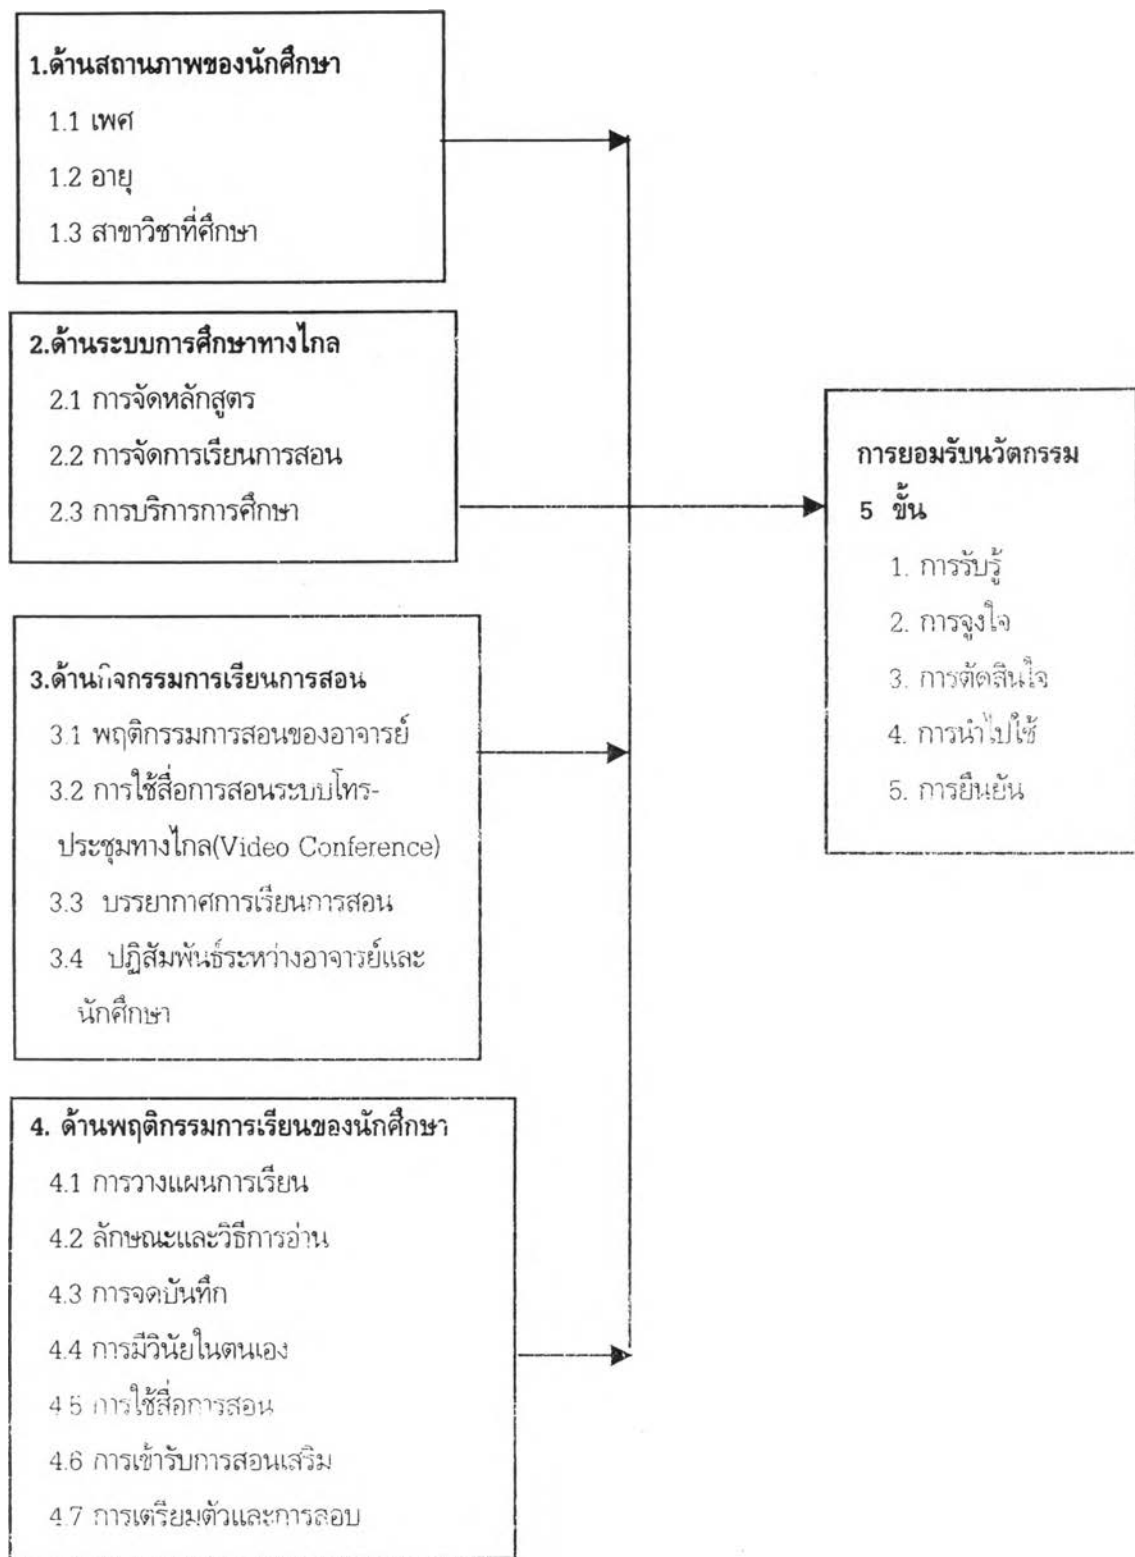 1.ด้านสถานภาพของนักศึกษา
1.1 เพศ
1.2 อายุ
1.3 สาขาวิชาที่ศึกษา
2.ด้านระบบการศึกษาทางไกล
2.1 การจัดหลักสูตร
2.2 การจัดการเรียนการสอน
2.3 การบริการการศึกษา
3.ด้านกิจกรรมการเรียนการสอน
3.1 พฤติกรรมการสอนของอาจารย์
3.2 การใช้สื่อการสอนระบบโทร-
ประชุมทางไกล(Video Conference)
3.3 บรรยากาศการเรียนการสอน
3.4 ปฏิสัมพันธ์ระหว่างอาจารย์และ
นักศึกษา
4. ด้านพฤติกรรมการเรียนของนักศึกษา
4.1 การวางแผนการเรียน
4.2 ลักษณะและวิธีการอ่าน
4.3 การจดบันทึก
4.4 การมีวินัยในตนเอง
4.5 การใช้สื่อการสอน
4.6 การเข้ารับการสอนเสริม
4.7 การเตรียมตัวและการสอบ
การยอมรับนวัตกรรม
5 ขั้น
1. การรับรู้
2. การจูงใจ
3. การตัดสินใจ
4. การนำไปใช้
5. การยืนยัน